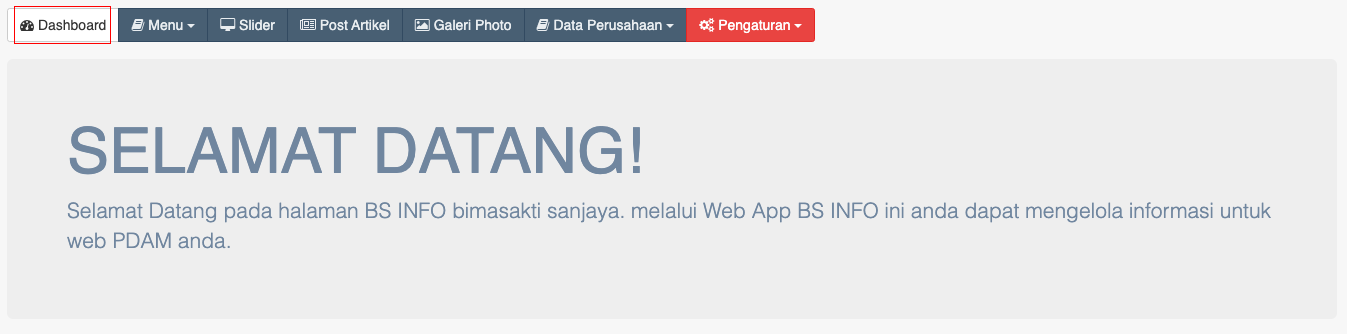 Dashboard Menu Slider Post Artikel Galeri Photo Data Perusahaan Pengaturan
SELAMAT DATANG!
Selamat Datang pada halaman BS INFO bimasakti sanjaya. melalui Web App BS INFO ini anda dapat mengelola informasi untuk
web PDAM anda.